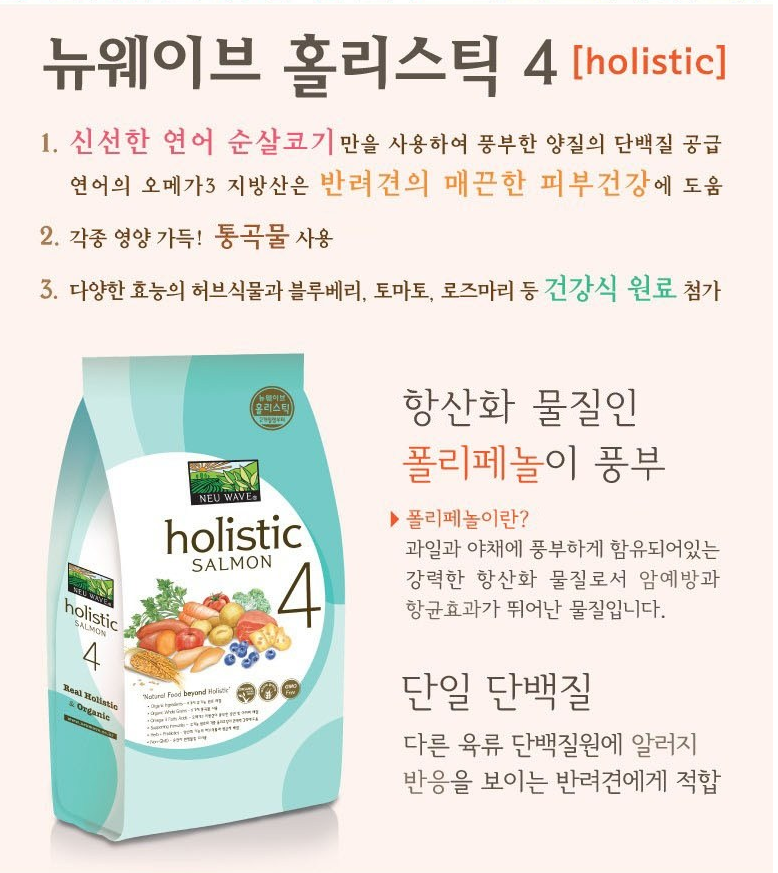 뉴웨이브 홀리스틱 4 [holistic]
1. 신선한 연어 순살코기만을 사용하여 풍부한 양질의 단백질 공급
연어의 오메가3 지방산은 반려견의 매끈한 피부건강에 도움
2. 각종 영양 가득! 통곡물 사용
3. 다양한 효능의 허브식물과 블루베리, 토마토, 로즈마리 등 건강식 원료 첨가
항산화 물질인
폴리페놀이 풍부
폴리페놀이란?
과일과 야채에 풍부하게 함유되어있는
강력한 항산화 물질로서 암예방과
항균효과가 뛰어난 물질입니다.
단일 단백질
다른 육류 단백질원에 알러지
반응을 보이는 반려견에게 적합
뉴웨이브
홀리스틱
NEU WAVE
holistic
SALMON
4
'Natural Food beyond Holistic'
GMO
Free
NEU WAVE
holistic
SALMON
4
Real Holistic
& Organic